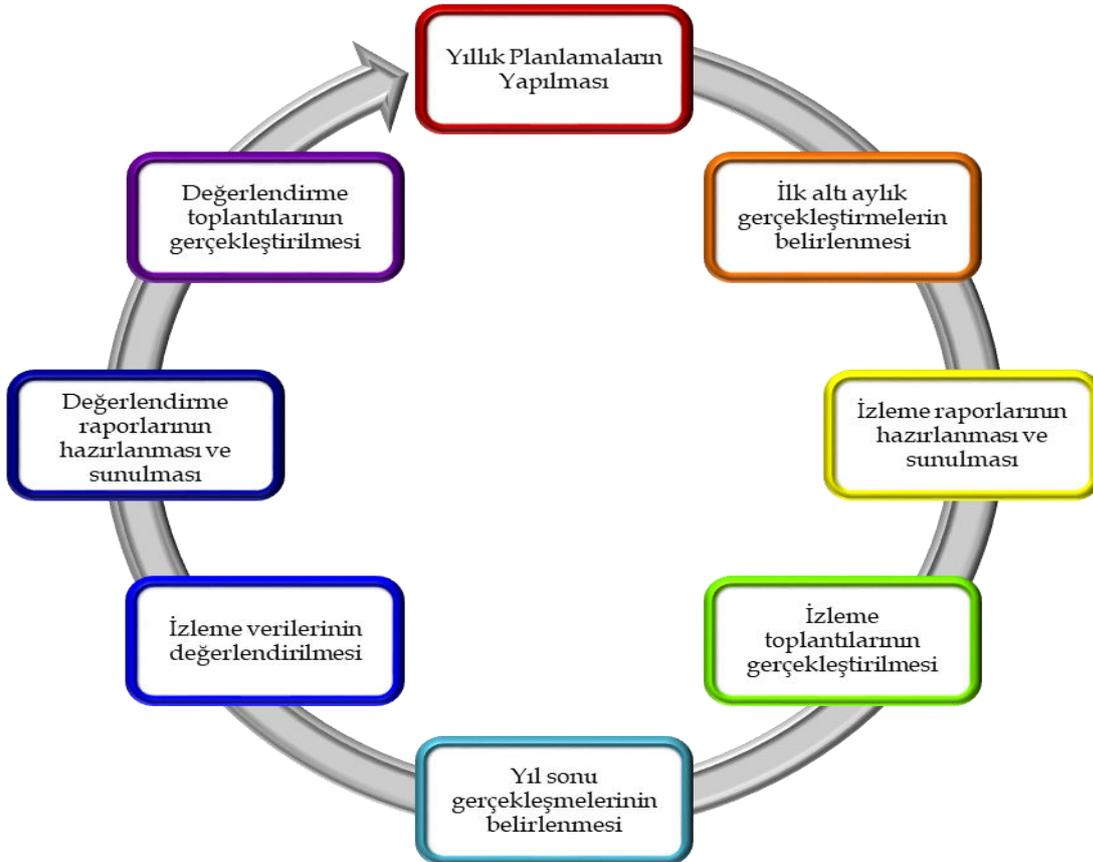 Yıllık Planlamaların
Yapılması
İlk altı aylık
gerçekleştirmelerin
belirlenmesi
İzleme raporlarının
hazırlanması ve
sunulması
İzleme
toplantılarının
gerçekleştirilmesi
Yıl sonu
gerçekleşmelerinin
belirlenmesi
İzleme verilerinin
değerlendirilmesi
Değerlendirme
raporlarının
hazırlanması ve
sunulması
Değerlendirme
toplantılarının
gerçekleştirilmesi